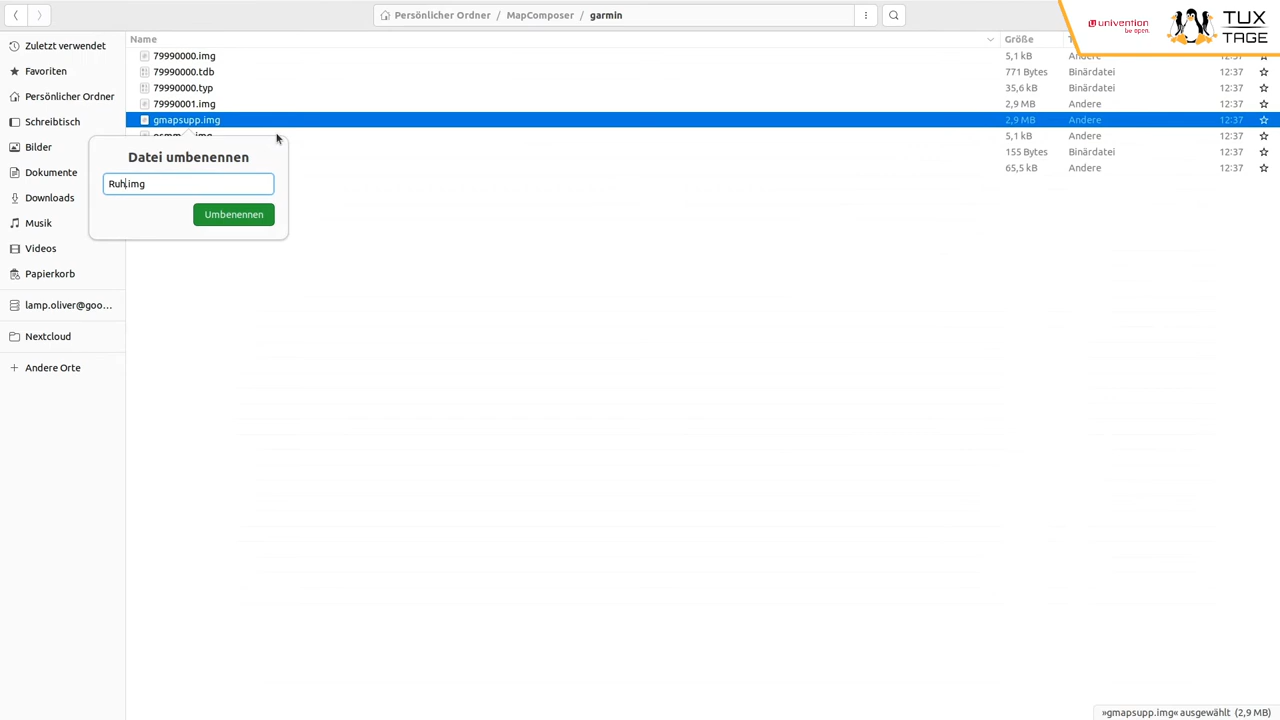 Persönlicher Ordner / MapComposer / garmin
univention
be open.
TUX
TAGE
Zuletzt verwendet
Favoriten
Persönlicher Ordner
Schreibtisch
Bilder
Dokumente
Downloads
Musik
Videos
Papierkorb
lamp.oliver@goo...
Nextcloud
Andere Orte
Name Größe T
79990000.img 5,1 kB Andere 12:37
79990000.tdb 771 Bytes Binärdatei 12:37
79990000.typ 35,6 kB Andere 12:37
79990001.img 2,9 MB Andere 12:37
gmapsupp.img 2,9 MB Andere 12:37
5,1 kB Andere 12:37
155 Bytes Binärdatei 12:37
65,5 kB Andere 12:37
Datei umbenennen
Ruh.img
Umbenennen
»gmapsupp.img« ausgewählt (2,9 MB)